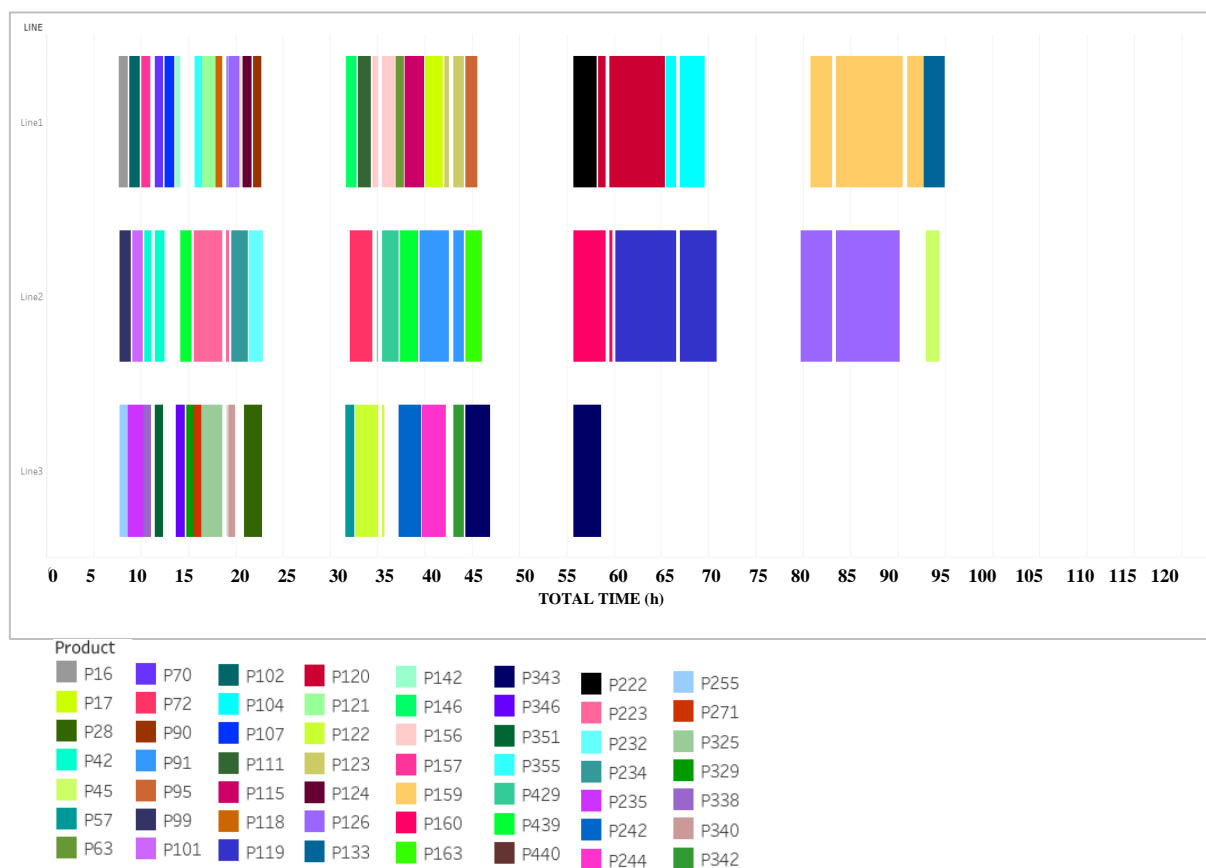 LINE
Line1
Line2
Line3
0 5 10 15 20 25 30 35 40 45 50 55 60 65 70 75 80 85 90 95 100 105 110 115 120
TOTAL TIME (h)
Product
P16 P70 P102 P120 P142 P343 P222 P255
P17 P72 P104 P121 P146 P346 P223 P271
P28 P90 P107 P122 P156 P351 P232 P325
P42 P91 P111 P123 P157 P355 P234 P329
P45 P95 P115 P124 P159 P429 P235 P338
P57 P99 P118 P126 P160 P439 P242 P340
P63 P101 P119 P133 P163 P440 P244 P342